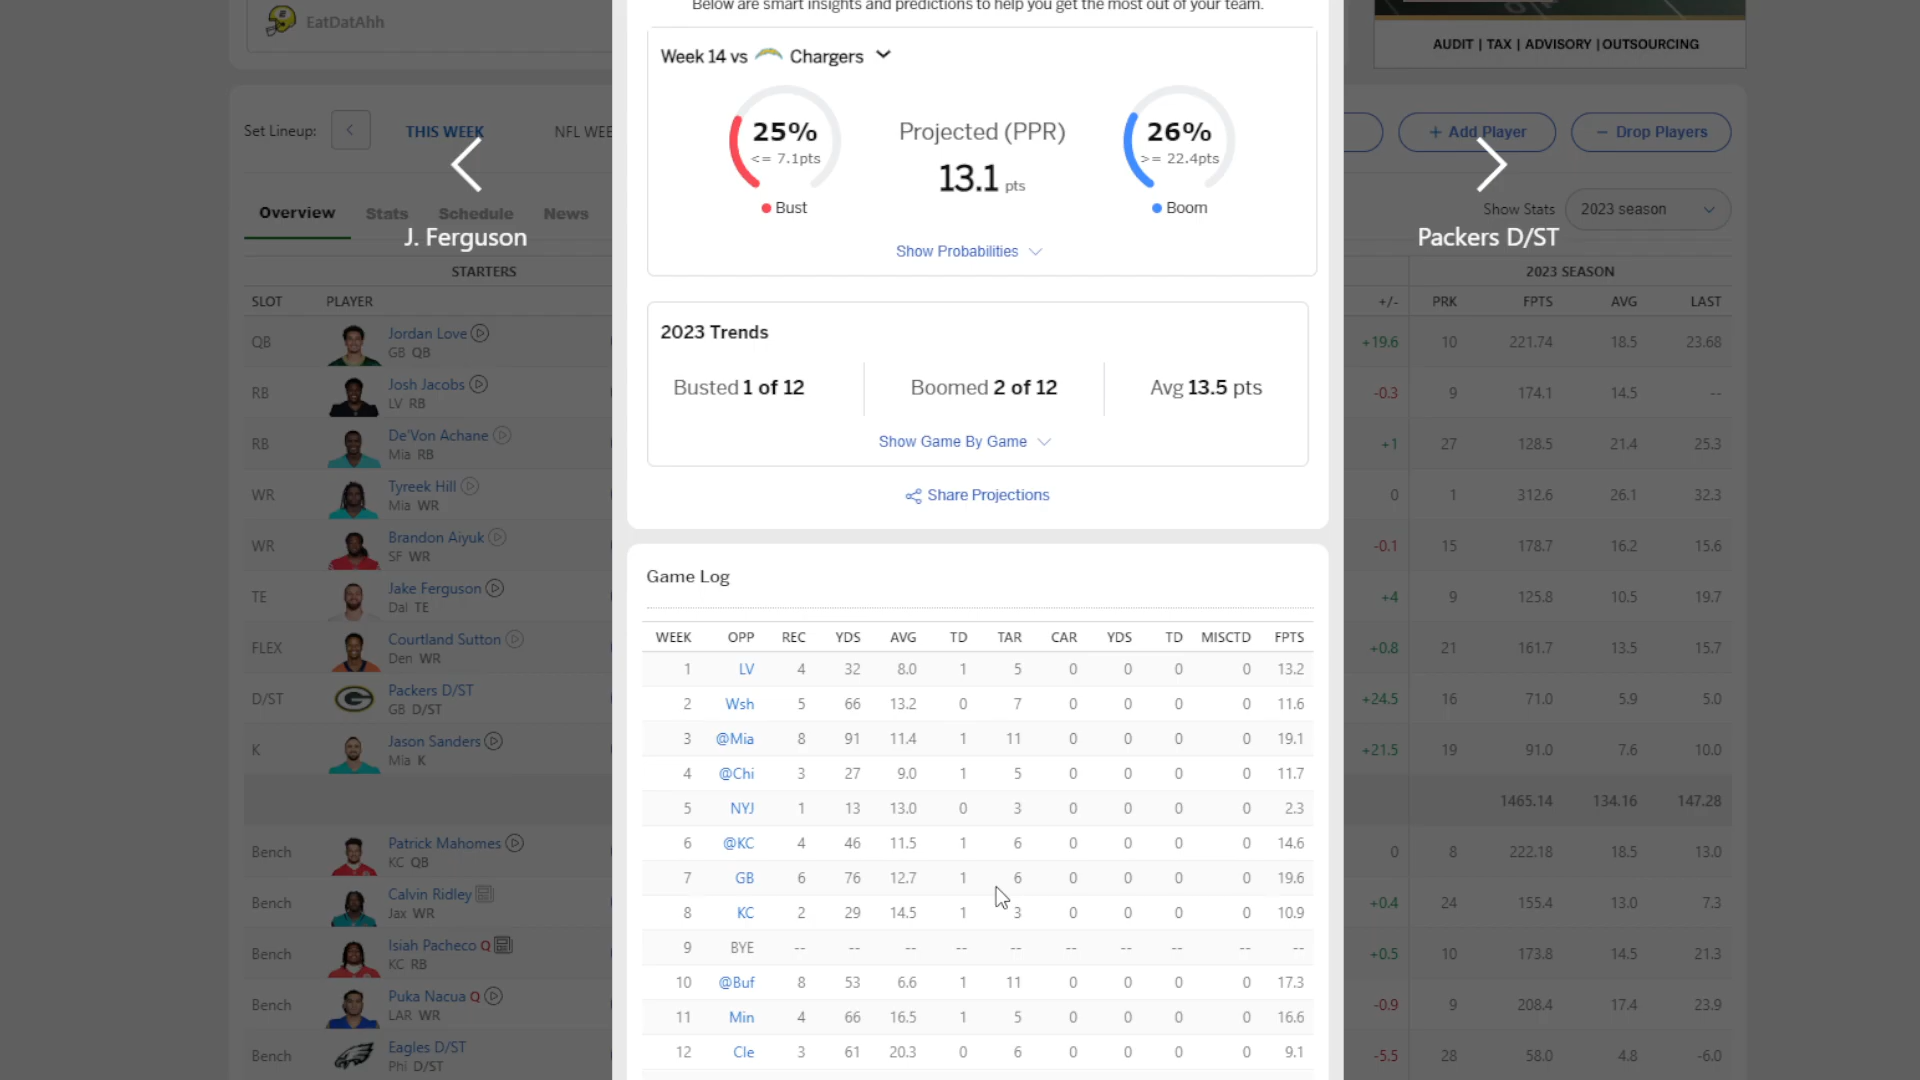 Below are smart insights and predictions to help you get the most out of your team.
EatDatAhh
AUDIT | TAX | ADVISORY | OUTSOURCING
Week 14 vs Chargers
25%
<= 7.1pts
Bust
Projected (PPR)
13.1 pts
26%
>= 22.4pts
Boom
Show Probabilities
Set Lineup: THIS WEEK NFL WEE
+ Add Player − Drop Players
Overview Stats Schedule News
J. Ferguson
Show Stats 2023 season
Packers D/ST
2023 Trends
Busted 1 of 12 Boomed 2 of 12 Avg 13.5 pts
Show Game By Game
Share Projections
STARTERS
SLOT PLAYER
QB Jordan Love
GB QB
RB Josh Jacobs
LV RB
RB De'Von Achane
Mia RB
WR Tyreek Hill
Mia WR
WR Brandon Aiyuk
SF WR
TE Jake Ferguson
Dal TE
FLEX Courtland Sutton
Den WR
D/ST Packers D/ST
GB D/ST
K Jason Sanders
Mia K
Bench Patrick Mahomes
KC QB
Bench Calvin Ridley
Jax WR
Bench Isiah Pacheco Q
KC RB
Bench Puka Nacua Q
LAR WR
Bench Eagles D/ST
Phi D/ST
Game Log
WEEK OPP REC YDS AVG TD TAR CAR YDS TD MISCTD FPTS
1 LV 4 32 8.0 1 5 0 0 0 0 13.2
2 Wsh 5 66 13.2 0 7 0 0 0 0 11.6
3 @Mia 8 91 11.4 1 11 0 0 0 0 19.1
4 @Chi 3 27 9.0 1 5 0 0 0 0 11.7
5 NYJ 1 13 13.0 0 3 0 0 0 0 2.3
6 @KC 4 46 11.5 1 6 0 0 0 0 14.6
7 GB 6 76 12.7 1 6 0 0 0 0 19.6
8 KC 2 29 14.5 1 3 0 0 0 0 10.9
9 BYE -- -- -- -- -- -- -- -- -- --
10 @Buf 8 53 6.6 1 11 0 0 0 0 17.3
11 Min 4 66 16.5 1 5 0 0 0 0 16.6
12 Cle 3 61 20.3 0 6 0 0 0 0 9.1
2023 SEASON
+/- PRK FPTS AVG LAST
+19.6 10 221.74 18.5 23.68
-0.3 9 174.1 14.5 --
+1 27 128.5 21.4 25.3
0 1 312.6 26.1 32.3
-0.1 15 178.7 16.2 15.6
+4 9 125.8 10.5 19.7
+0.8 21 161.7 13.5 15.7
+24.5 16 71.0 5.9 5.0
+21.5 19 91.0 7.6 10.0
1465.14 134.16 147.28
0 8 222.18 18.5 13.0
+0.4 24 155.4 13.0 7.3
+0.5 10 173.8 14.5 21.3
-0.9 9 208.4 17.4 23.9
-5.5 28 58.0 4.8 -6.0